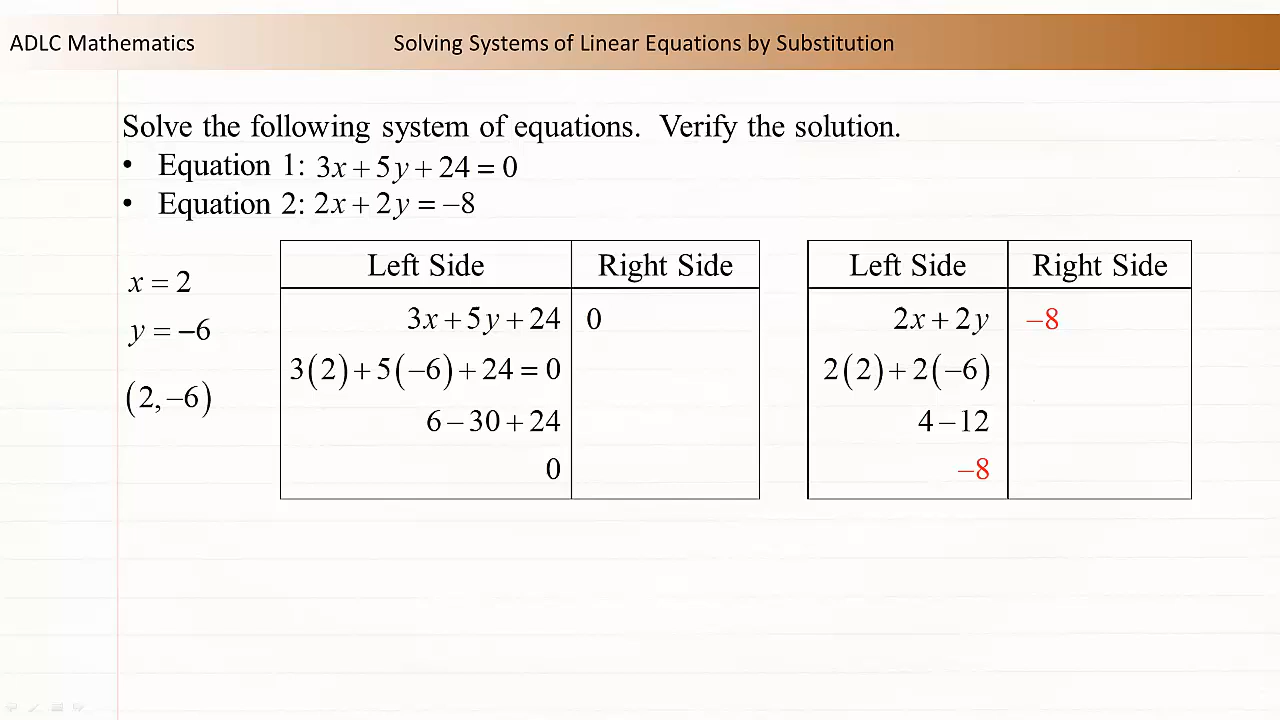 ADLC Mathematics
Solving Systems of Linear Equations by Substitution
Solve the following system of equations.  Verify the solution.
• Equation 1: 3x + 5y + 24 = 0
• Equation 2: 2x + 2y = –8
x = 2
y = –6
(2, –6)
Left Side Right Side
3x + 5y + 24 0
3(2) + 5(–6) + 24 = 0
6 – 30 + 24
0
Left Side Right Side
2x + 2y –8
2(2) + 2(–6)
4 – 12
–8